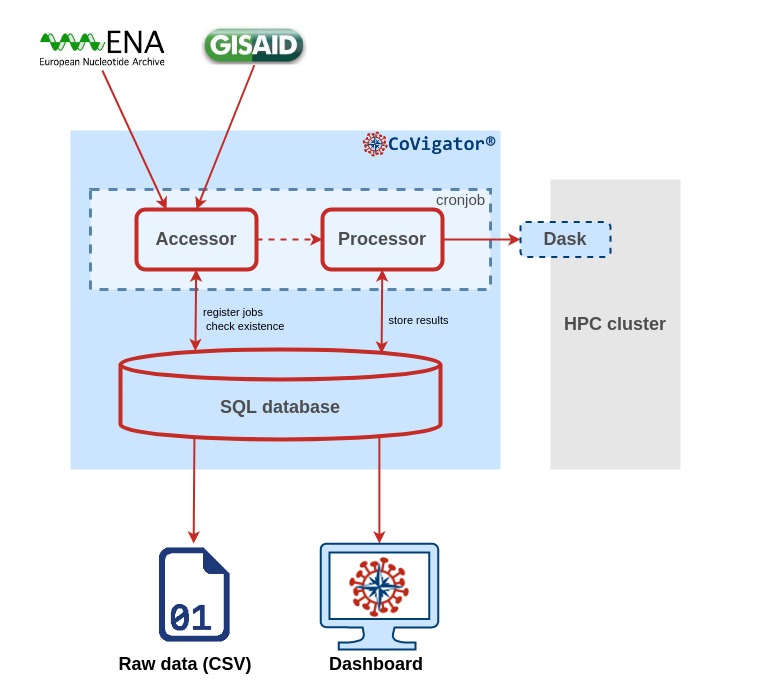 ENA
European Nucleotide Archive
GISAID
CoVigator®
cronjob
Accessor
Processor
Dask
register jobs
check existence
store results
HPC cluster
SQL database
01
Raw data (CSV)
Dashboard